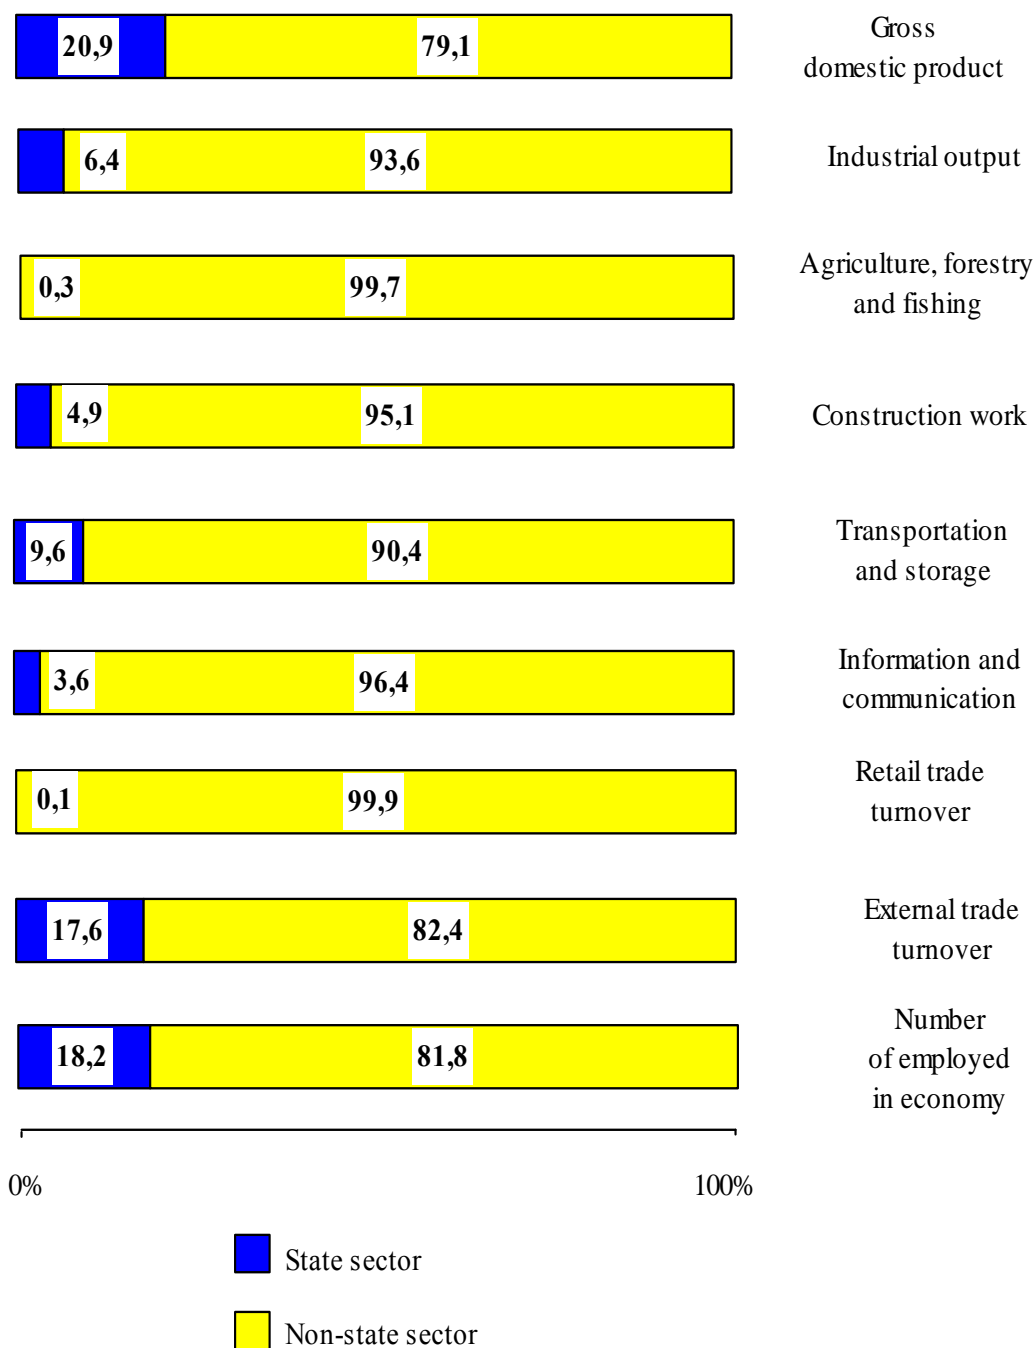 20,9 79,1 Gross
domestic product
6,4 93,6 Industrial output
0,3 99,7 Agriculture, forestry
and fishing
4,9 95,1 Construction work
9,6 90,4 Transportation
and storage
3,6 96,4 Information and
communication
0,1 99,9 Retail trade
turnover
17,6 82,4 External trade
turnover
18,2 81,8 Number
of employed
in economy
0% 100%
State sector
Non-state sector